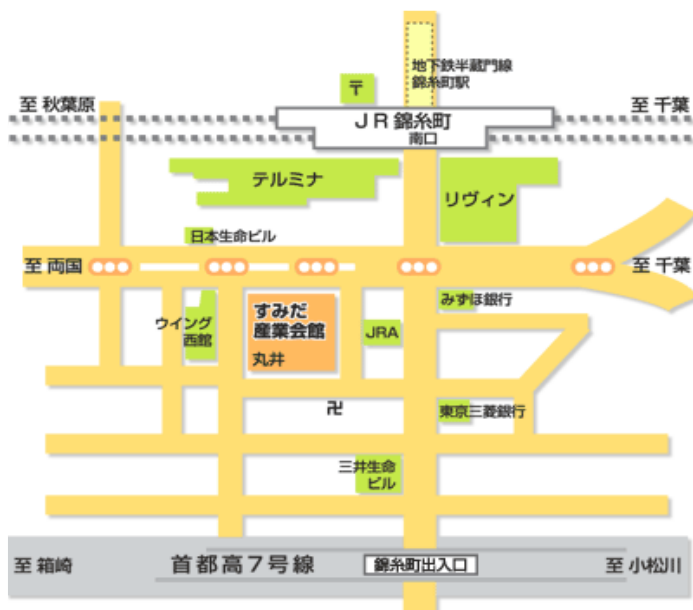 地下鉄半蔵門線
錦糸町駅
〒
至 秋葉原
至 千葉
JR錦糸町
南口
テルミナ
リヴィン
日本生命ビル
至 両国
至 千葉
みずほ銀行
すみだ
産業会館
丸井
ウイング
西館
JRA
卍
東京三菱銀行
三井生命
ビル
至 箱崎
首都高7号線
錦糸町出入口
至 小松川